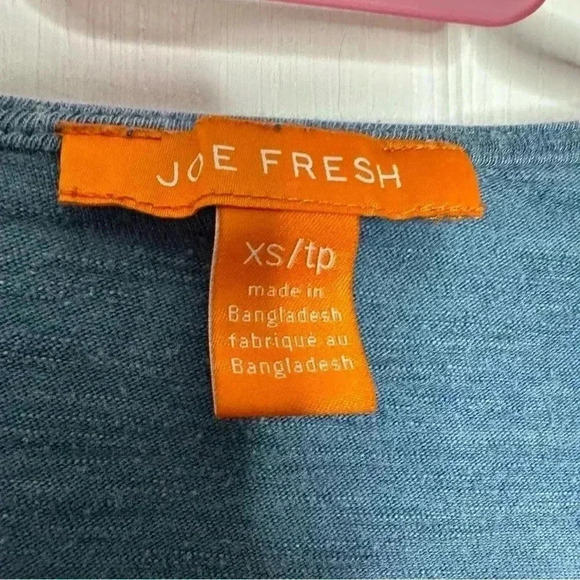 JOE FRESH
xs/tp
made in
Bangladesh
fabriqué au
Bangladesh